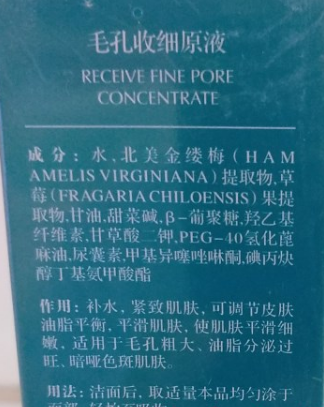 毛孔收细原液
RECEIVE FINE PORE
CONCENTRATE
成分：水,北美金缕梅(HAM
AMELIS VIRGINIANA)提取物,草
莓(FRAGARIA CHILOENSIS)果提
取物,甘油,甜菜碱,β-葡聚糖,羟乙基
纤维素,甘草酸二钾,PEG-40氢化蓖
麻油,尿囊素,甲基异噻唑啉酮,碘丙炔
醇丁基氨甲酸酯
作用：补水,紧致肌肤,可调节皮肤
油脂平衡,平滑肌肤,使肌肤平滑细
嫩,适用于毛孔粗大、油脂分泌过
旺、暗哑色斑肌肤。
用法：洁面后,取适量本品均匀涂于